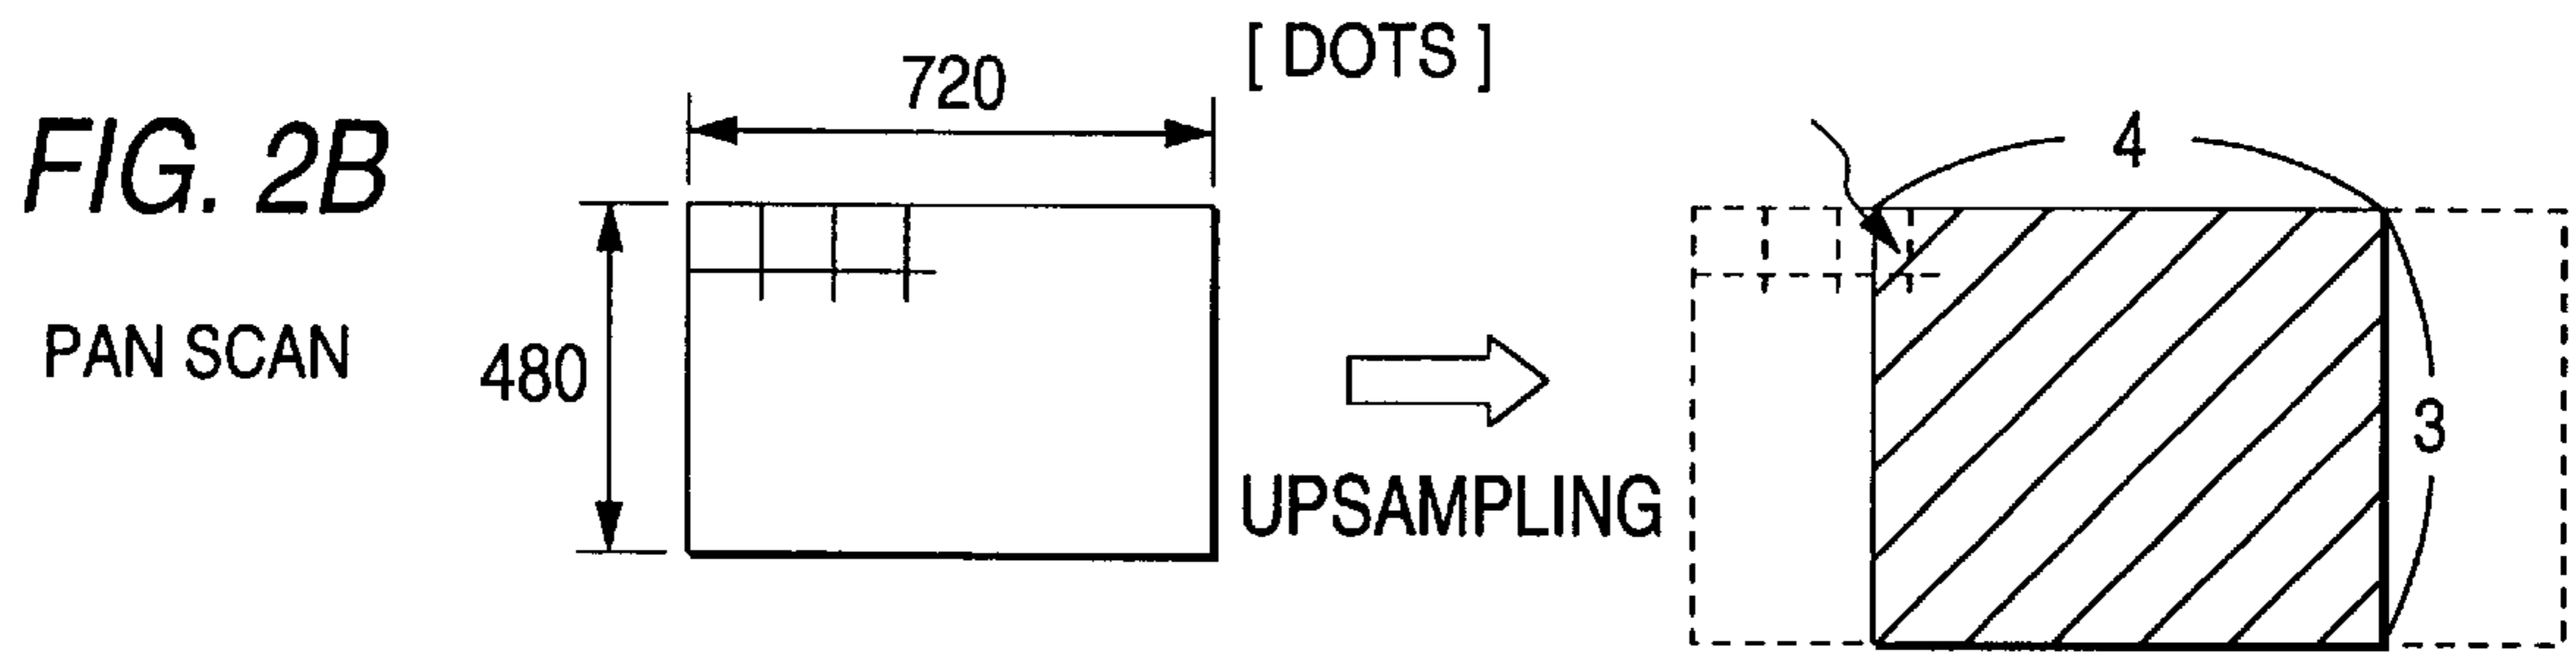 FIG. 2B
PAN SCAN
[ DOTS ]
720
480
UPSAMPLING
4
3